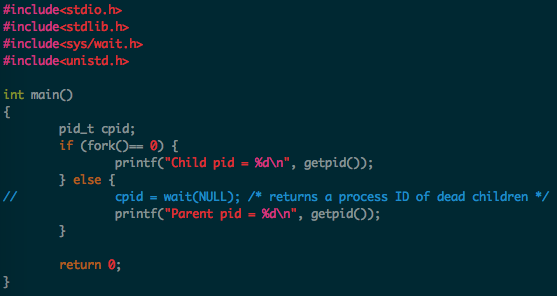 #include<stdio.h>
#include<stdlib.h>
#include<sys/wait.h>
#include<unistd.h>

int main()
{
        pid_t cpid;
        if (fork()== 0) {
                printf("Child pid = %d\n", getpid());
        } else {
//              cpid = wait(NULL); /* returns a process ID of dead children */
                printf("Parent pid = %d\n", getpid());
        }

        return 0;
}